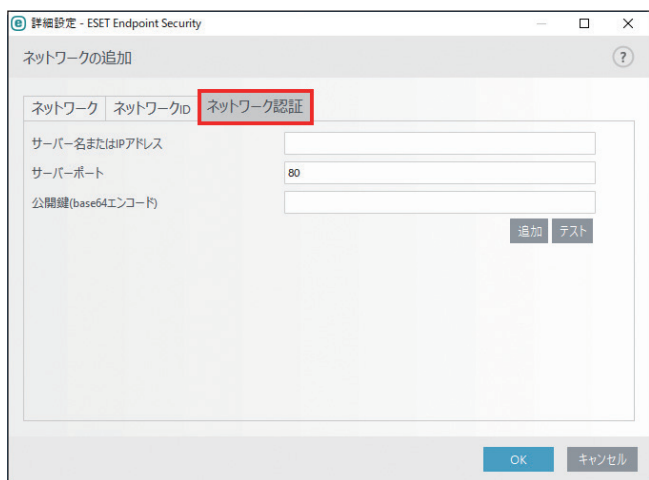 e 詳細設定 - ESET Endpoint Security
ネットワークの追加 ?
ネットワーク ネットワークID ネットワーク認証
サーバー名またはIPアドレス
サーバーポート 80
公開鍵(base64エンコード)
追加 テスト
OK キャンセル